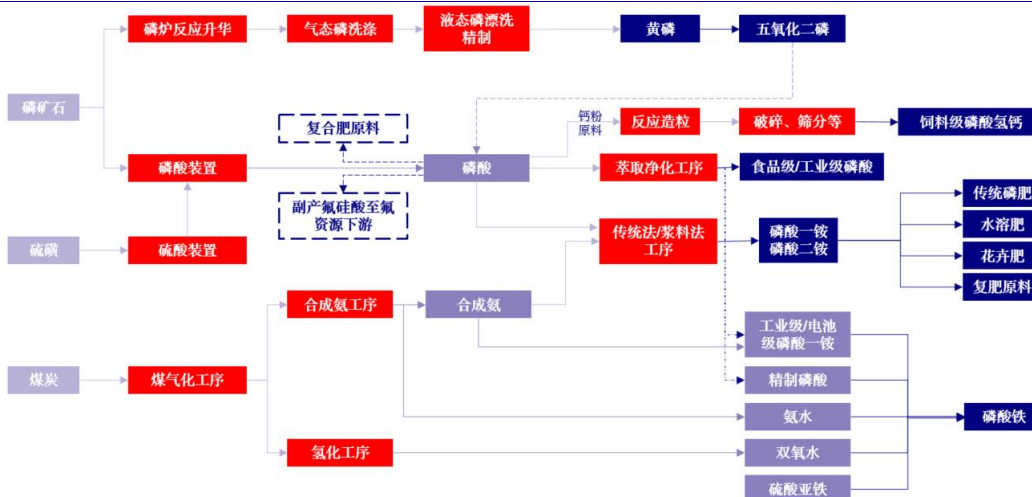 磷炉反应升华
气态磷洗涤
液态磷漂洗
精制
黄磷
五氧化二磷
磷矿石
复合肥原料
钙粉
原料
反应造粒
破碎、筛分等
饲料级磷酸氢钙
磷酸装置
磷酸
萃取净化工序
食品级/工业级磷酸
副产氟硅酸至氟
资源下游
传统磷肥
硫磺
硫酸装置
传统法/浆料法
工序
磷酸一铵
磷酸二铵
水溶肥
花卉肥
复肥原料
合成氨工序
合成氨
工业级/电池
级磷酸一铵
煤炭
煤气化工序
精制磷酸
氨水
磷酸铁
氢化工序
双氧水
硫酸亚铁